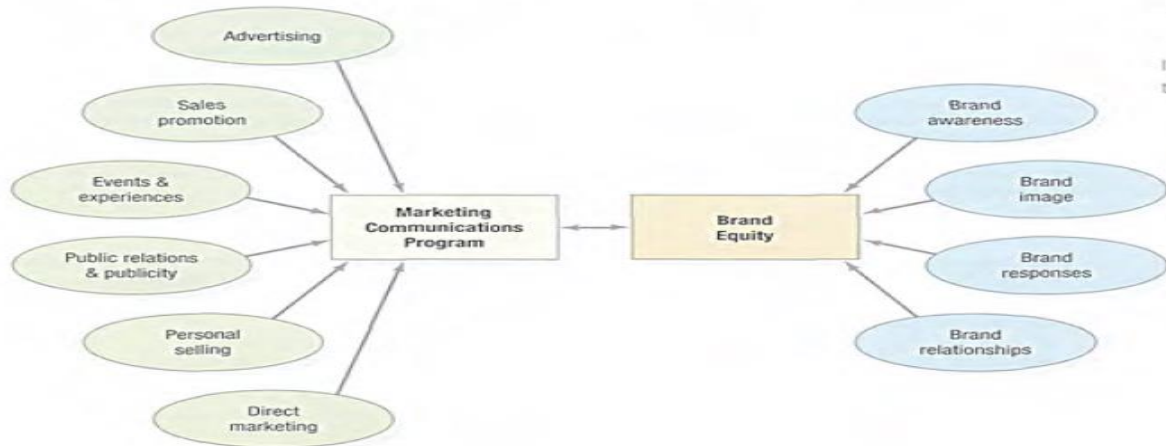 Advertising
Sales
promotion
Events &
experiences
Public relations
& publicity
Personal
selling
Direct
marketing
Marketing
Communications
Program
Brand
Equity
Brand
awareness
Brand
image
Brand
responses
Brand
relationships